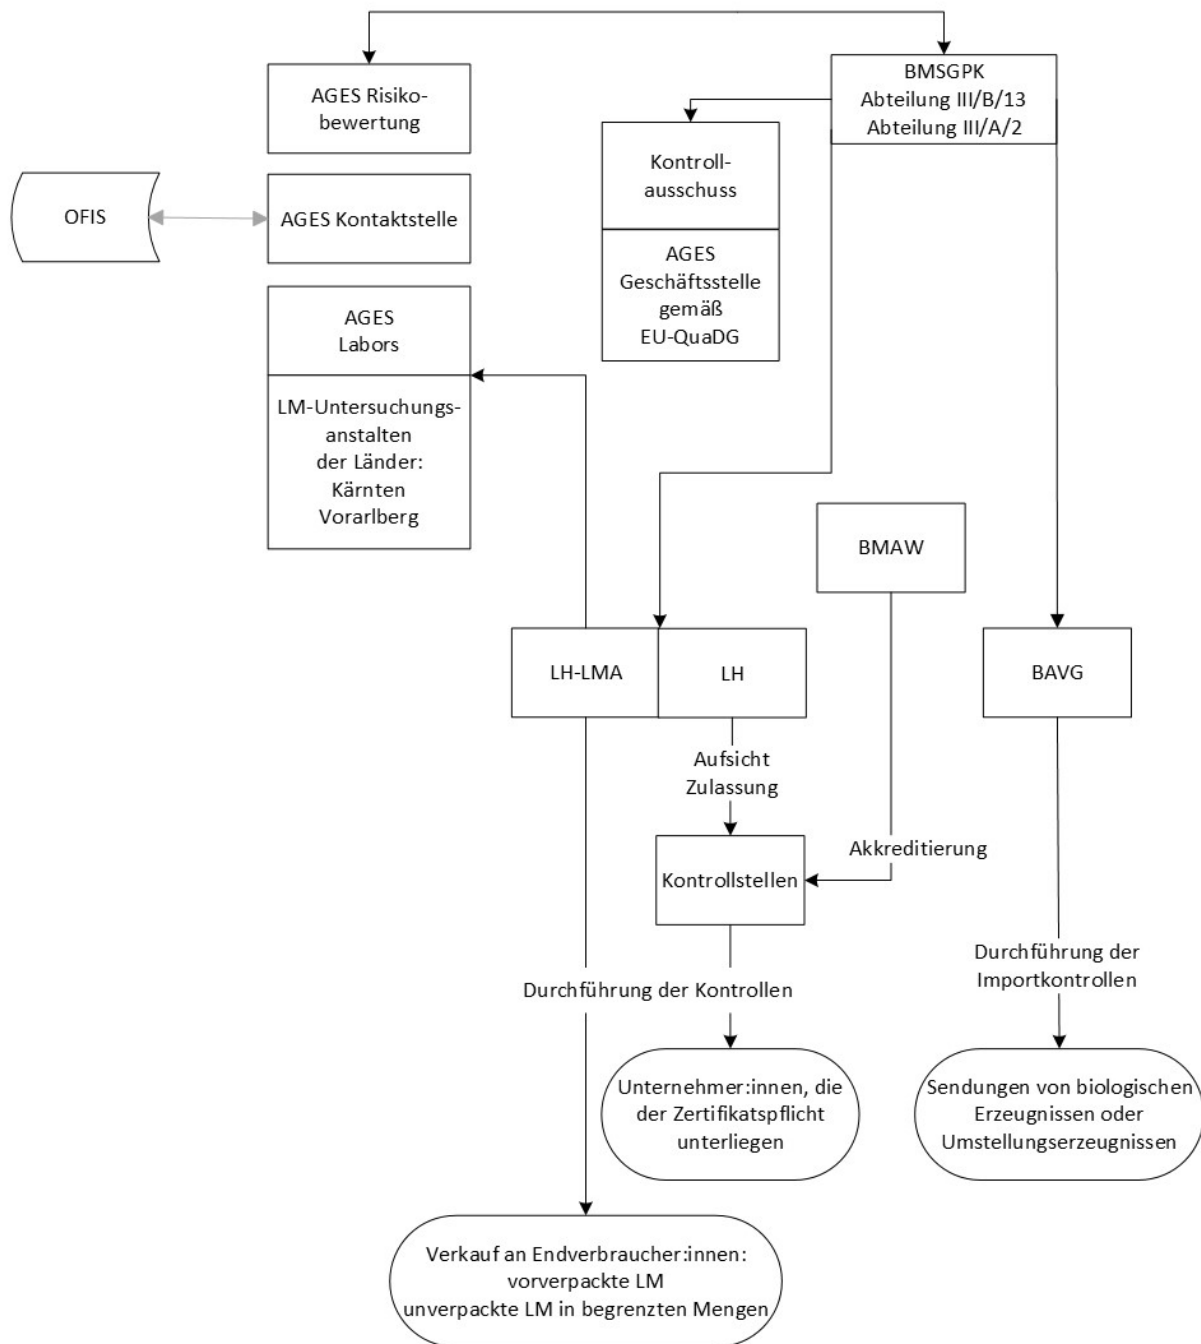 BMSGPK
Abteilung III/B/13
Abteilung III/A/2
AGES Risiko-
bewertung
Kontroll-
ausschuss
AGES
Geschäftsstelle
gemäß
EU-QuaDG
OFIS
AGES Kontaktstelle
AGES
Labors
LM-Untersuchungs-
anstalten
der Länder:
Kärnten
Vorarlberg
BMAW
LH-LMA
LH
BAVG
Aufsicht
Zulassung
Akkreditierung
Kontrollstellen
Durchführung der Kontrollen
Durchführung der
Importkontrollen
Unternehmer:innen, die
der Zertifikatspflicht
unterliegen
Sendungen von biologischen
Erzeugnissen oder
Umstellungserzeugnissen
Verkauf an Endverbraucher:innen:
vorverpackte LM
unverpackte LM in begrenzten Mengen